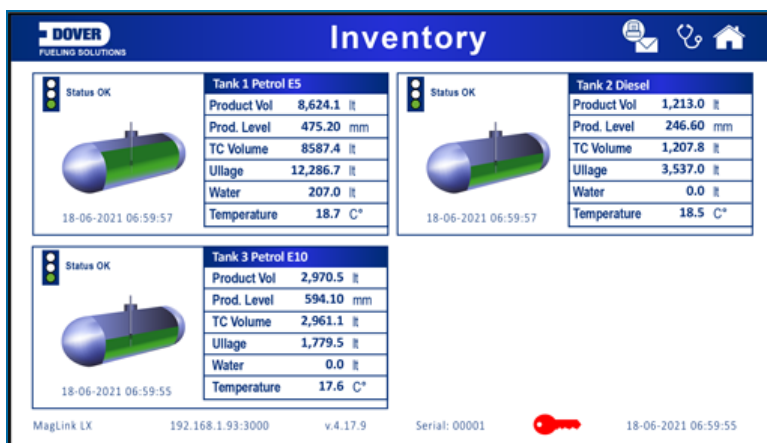 DOVER
FUELING SOLUTIONS
Inventory
Status OK
18-06-2021 06:59:57
Tank 1 Petrol E5
Product Vol 8,624.1 lt
Prod. Level 475.20 mm
TC Volume 8587.4 lt
Ullage 12,286.7 lt
Water 207.0 lt
Temperature 18.7 C°
Status OK
18-06-2021 06:59:57
Tank 2 Diesel
Product Vol 1,213.0 lt
Prod. Level 246.60 mm
TC Volume 1,207.8 lt
Ullage 3,537.0 lt
Water 0.0 lt
Temperature 18.5 C°
Status OK
18-06-2021 06:59:55
Tank 3 Petrol E10
Product Vol 2,970.5 lt
Prod. Level 594.10 mm
TC Volume 2,961.1 lt
Ullage 1,779.5 lt
Water 0.0 lt
Temperature 17.6 C°
MagLink LX 192.168.1.93:3000 v.4.17.9 Serial: 00001 18-06-2021 06:59:55